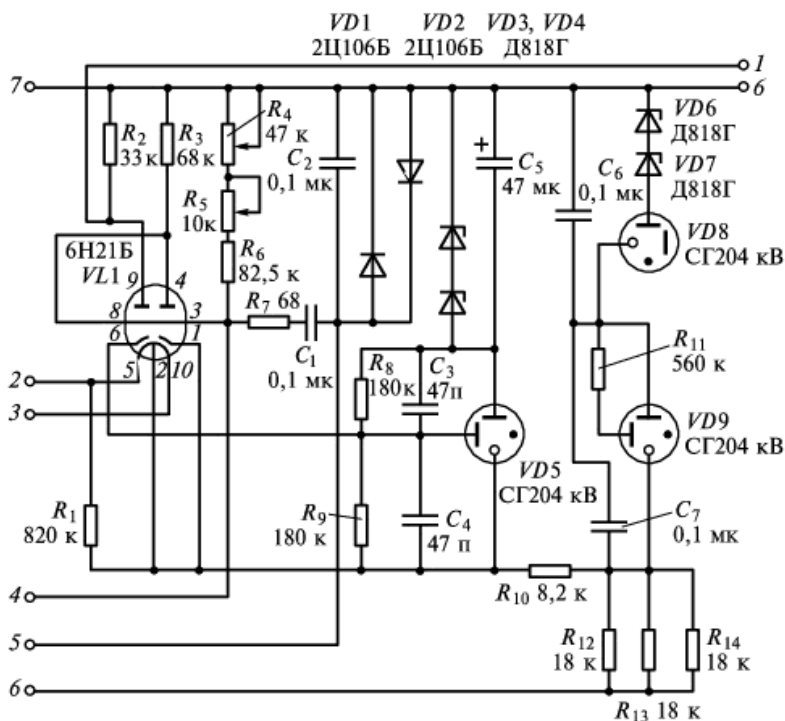 VD1 VD2 VD3, VD4
2Ц106Б 2Ц106Б Д818Г
1
7
6
R2
33к
R3
68к
R4
47 к
C2
0,1 мк
C5
47 мк
+
C6
0,1 мк
VD6
Д818Г
VD7
Д818Г
R5
10к
6Н21Б
VL1
9
4
R6
82,5 к
VD8
СГ204 кВ
8
3
6
1
R7 68
5
2
10
C1
0,1 мк
R8
180к
C3
47п
R11
560 к
2
3
VD9
СГ204 кВ
VD5
СГ204 кВ
R1
820 к
R9
180 к
C4
47 п
C7
0,1 мк
4
R10 8,2 к
5
R12
18 к
R14
18 к
6
R13 18 к